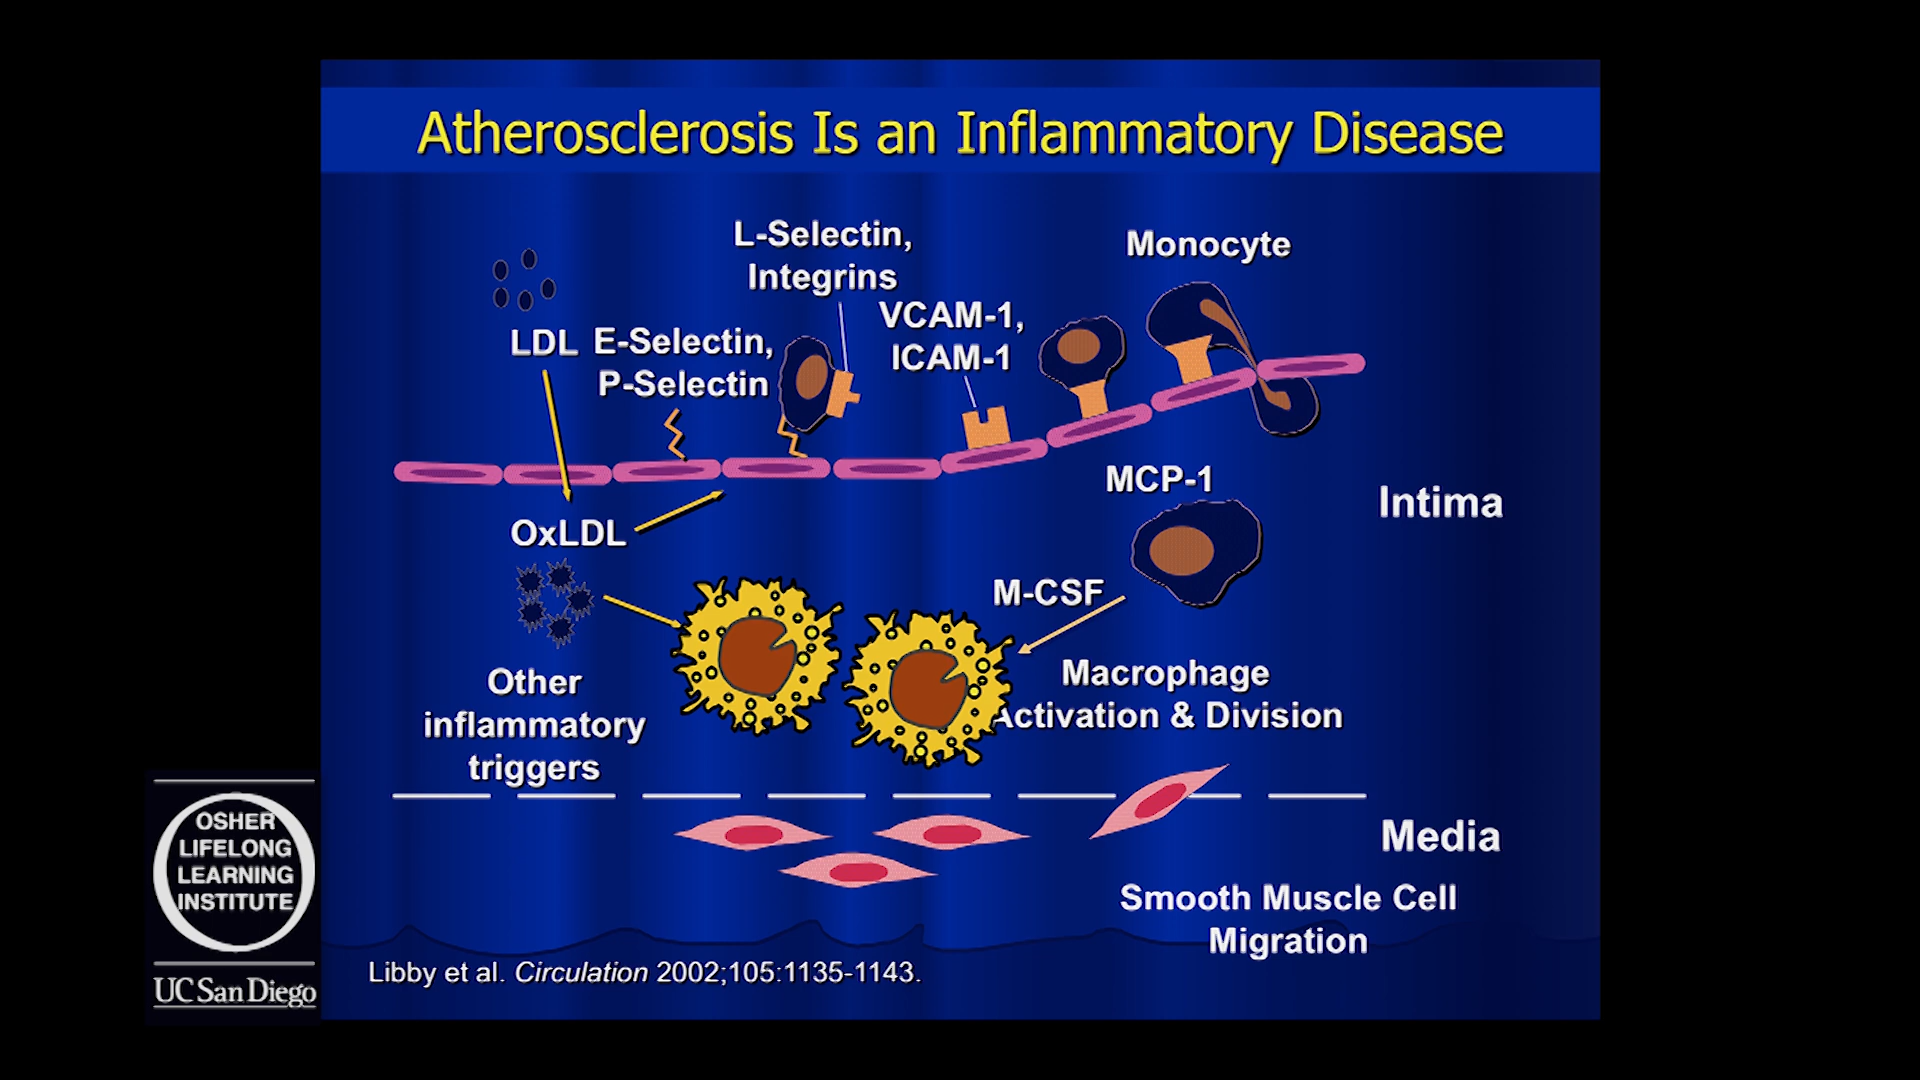 Atherosclerosis Is an Inflammatory Disease
L-Selectin,
Integrins
Monocyte
VCAM-1,
ICAM-1
LDL
E-Selectin,
P-Selectin
MCP-1
Intima
OxLDL
M-CSF
Macrophage
Activation & Division
Other
inflammatory
triggers
Media
Smooth Muscle Cell
Migration
Libby et al. Circulation 2002;105:1135-1143.
OSHER
LIFELONG
LEARNING
INSTITUTE
UC San Diego